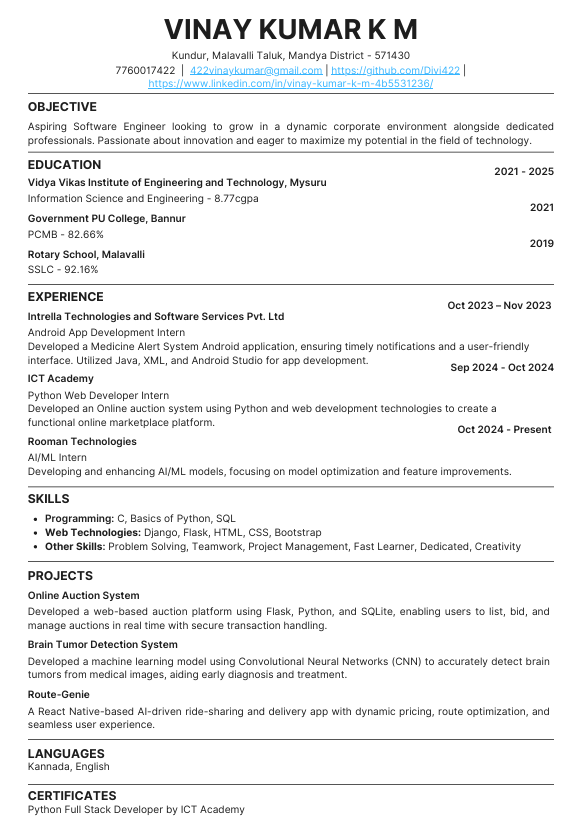 VINAY KUMAR K M
Kundur, Malavalli Taluk, Mandya District - 571430
7760017422 | 422vinaykumar@gmail.com | https://github.com/Divi422 |
https://www.linkedin.com/in/vinay-kumar-k-m-4b5531236/
OBJECTIVE
Aspiring Software Engineer looking to grow in a dynamic corporate environment alongside dedicated
professionals. Passionate about innovation and eager to maximize my potential in the field of technology.
EDUCATION
2021 - 2025
Vidya Vikas Institute of Engineering and Technology, Mysuru
Information Science and Engineering - 8.77cgpa
2021
Government PU College, Bannur
PCMB - 82.66%
2019
Rotary School, Malavalli
SSLC - 92.16%
EXPERIENCE
Oct 2023 – Nov 2023
Intrella Technologies and Software Services Pvt. Ltd
Android App Development Intern
Developed a Medicine Alert System Android application, ensuring timely notifications and a user-friendly
interface. Utilized Java, XML, and Android Studio for app development.
Sep 2024 - Oct 2024
ICT Academy
Python Web Developer Intern
Developed an Online auction system using Python and web development technologies to create a
functional online marketplace platform.
Oct 2024 - Present
Rooman Technologies
AI/ML Intern
Developing and enhancing AI/ML models, focusing on model optimization and feature improvements.
SKILLS
• Programming: C, Basics of Python, SQL
• Web Technologies: Django, Flask, HTML, CSS, Bootstrap
• Other Skills: Problem Solving, Teamwork, Project Management, Fast Learner, Dedicated, Creativity
PROJECTS
Online Auction System
Developed a web-based auction platform using Flask, Python, and SQLite, enabling users to list, bid, and
manage auctions in real time with secure transaction handling.
Brain Tumor Detection System
Developed a machine learning model using Convolutional Neural Networks (CNN) to accurately detect brain
tumors from medical images, aiding early diagnosis and treatment.
Route-Genie
A React Native-based AI-driven ride-sharing and delivery app with dynamic pricing, route optimization, and
seamless user experience.
LANGUAGES
Kannada, English
CERTIFICATES
Python Full Stack Developer by ICT Academy